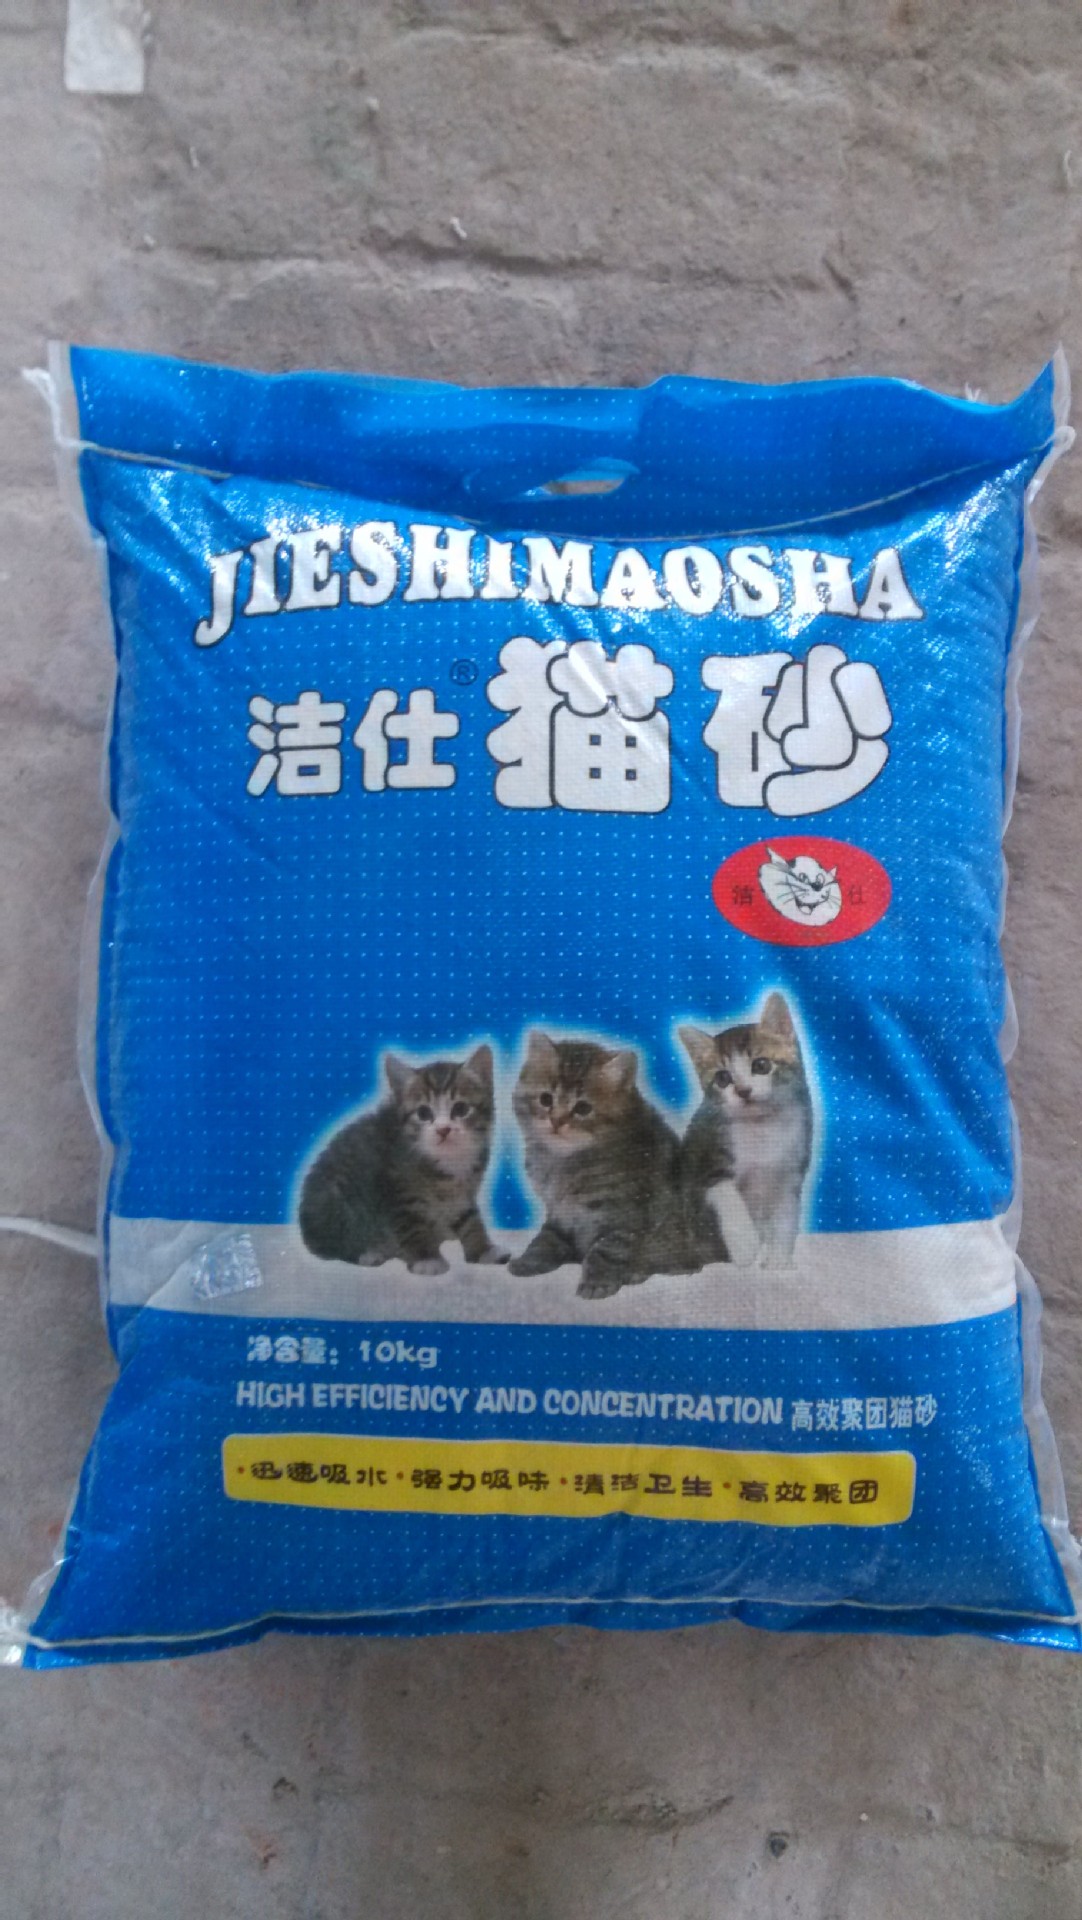 JIESHIMAOSHA
洁仕® 猫砂
洁 仕
净含量：10kg
HIGH EFFICIENCY AND CONCENTRATION 高效聚团猫砂
·迅速吸水·强力吸味·清洁卫生·高效聚团